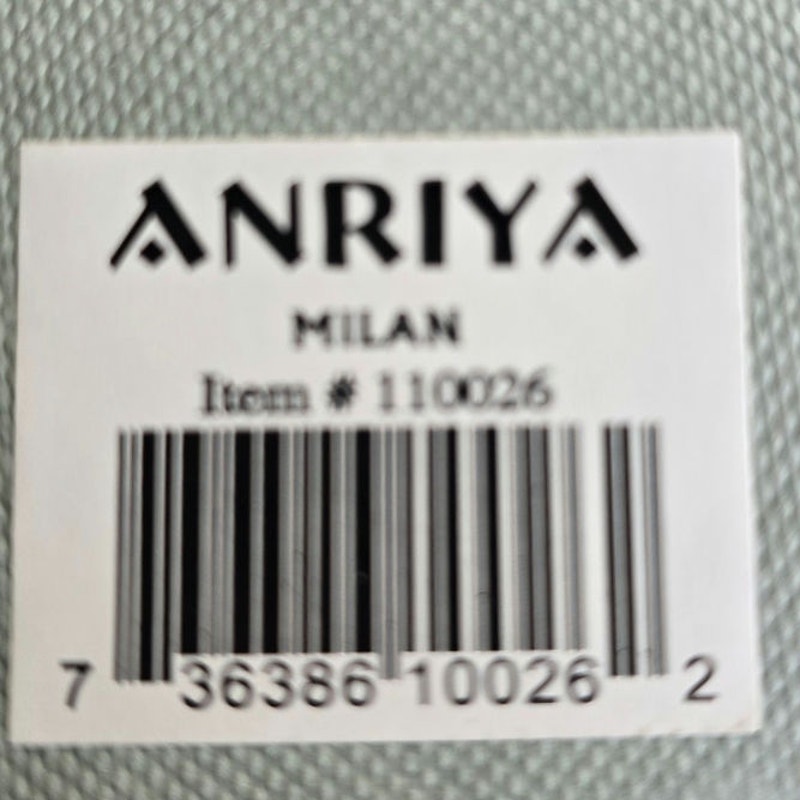 ANRIYA
MILAN
Item # 110026
7 36386 10026 2